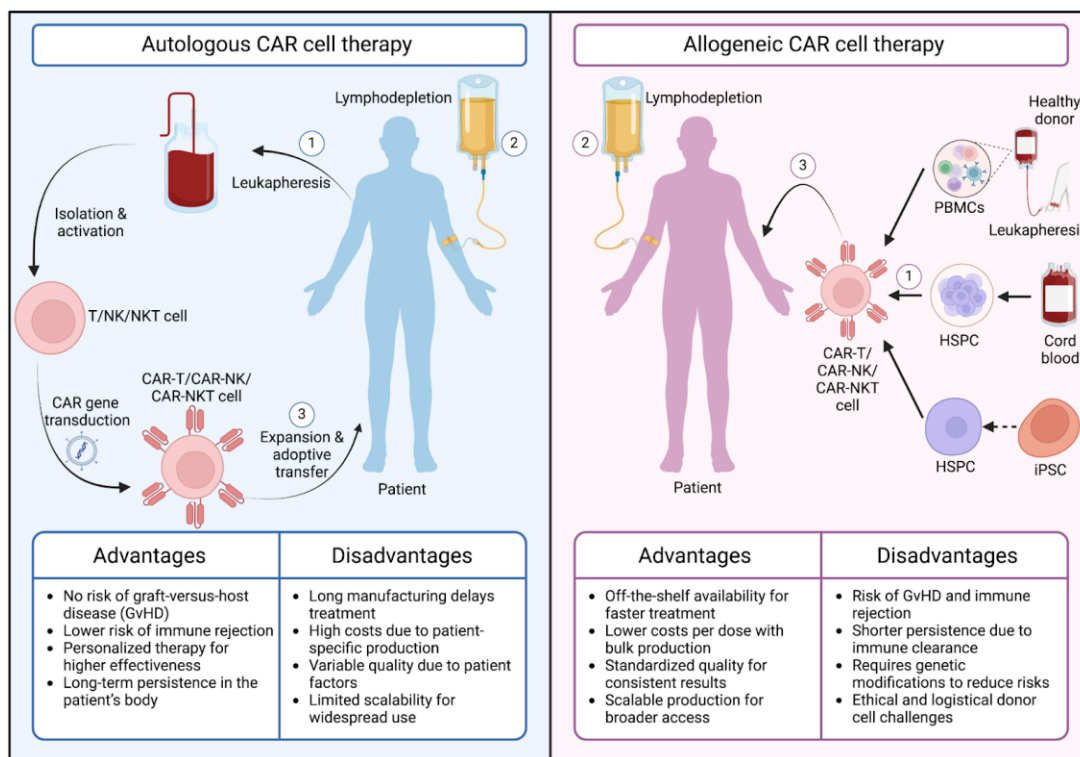 Autologous CAR cell therapy
Lymphodepletion
1
2
Leukapheresis
Isolation &
activation
T/NK/NKT cell
CAR-T/CAR-NK/
CAR-NKT cell
CAR gene
transduction
3
Expansion &
adoptive
transfer
Patient
Advantages
• No risk of graft-versus-host
disease (GvHD)
• Lower risk of immune rejection
• Personalized therapy for
higher effectiveness
• Long-term persistence in the
patient's body
Disadvantages
• Long manufacturing delays
treatment
• High costs due to patient-
specific production
• Variable quality due to patient
factors
• Limited scalability for
widespread use
Allogeneic CAR cell therapy
Lymphodepletion
2
3
Healthy
donor
PBMCs
Leukapheresis
1
HSPC
Cord
blood
CAR-T/
CAR-NK/
CAR-NKT
cell
HSPC
iPSC
Patient
Advantages
• Off-the-shelf availability for
faster treatment
• Lower costs per dose with
bulk production
• Standardized quality for
consistent results
• Scalable production for
broader access
Disadvantages
• Risk of GvHD and immune
rejection
• Shorter persistence due to
immune clearance
• Requires genetic
modifications to reduce risks
• Ethical and logistical donor
cell challenges